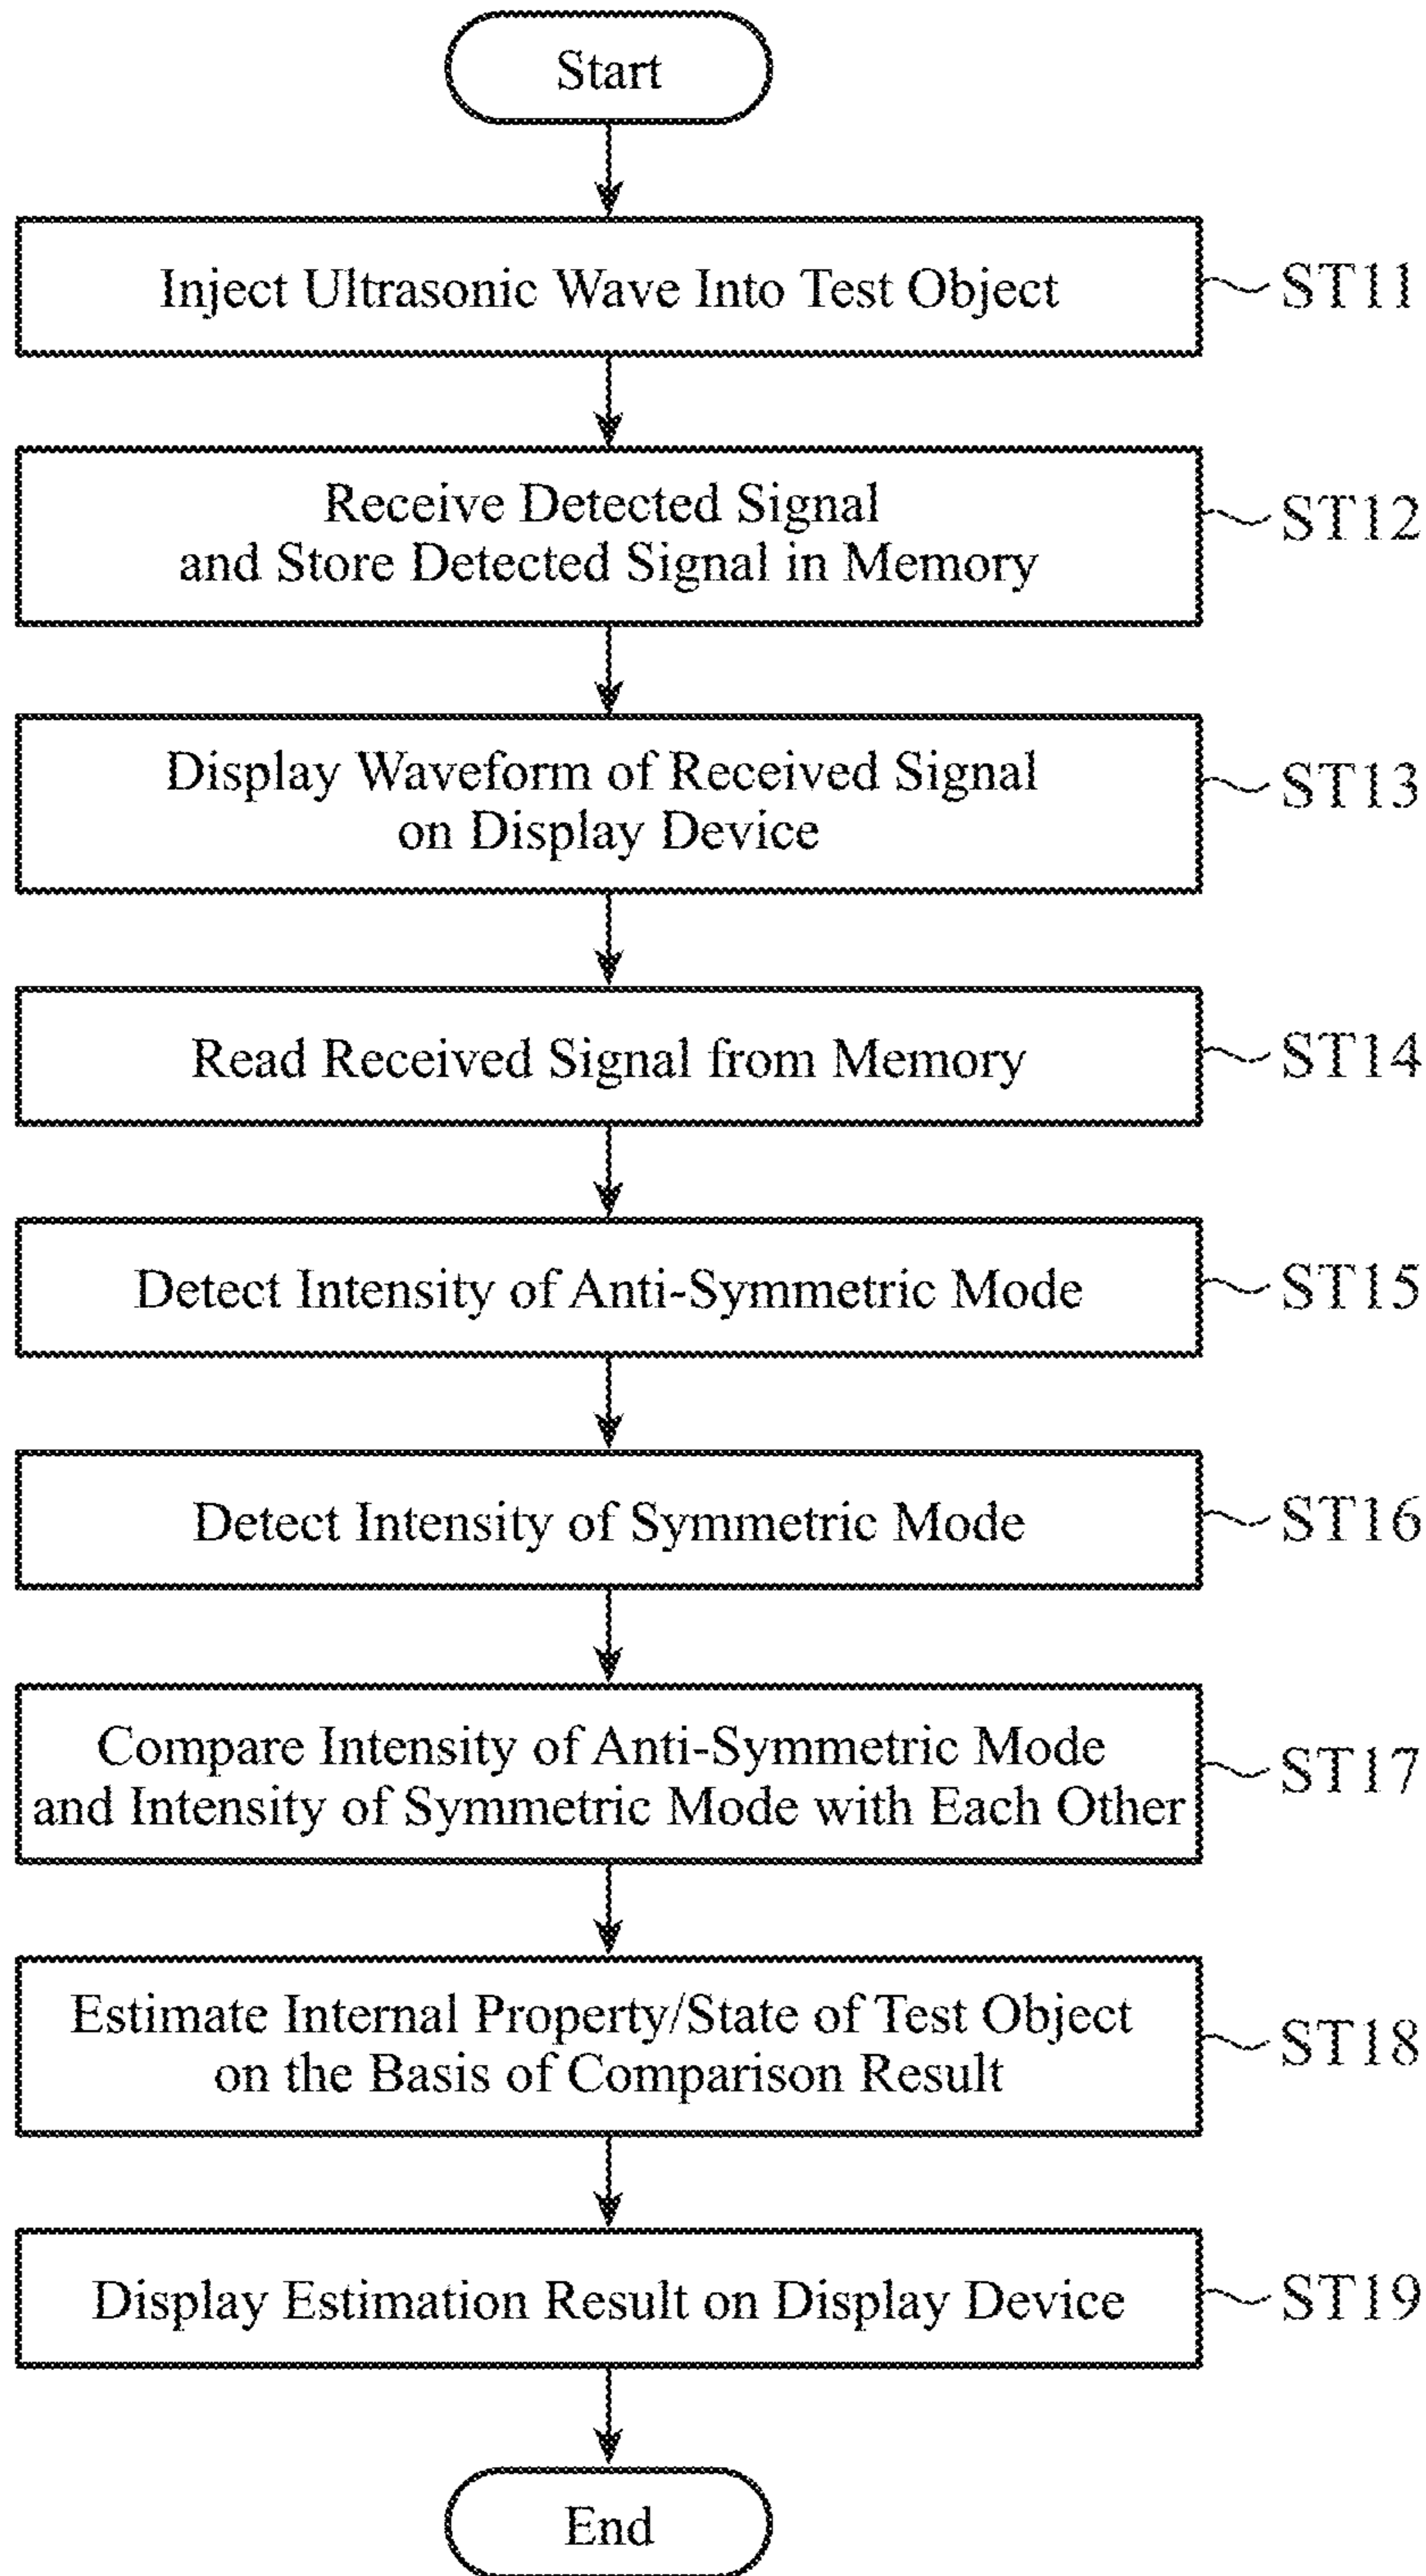 Start
Inject Ultrasonic Wave Into Test Object
ST11
Receive Detected Signal
and Store Detected Signal in Memory
ST12
Display Waveform of Received Signal
on Display Device
ST13
Read Received Signal from Memory
ST14
Detect Intensity of Anti-Symmetric Mode
ST15
Detect Intensity of Symmetric Mode
ST16
Compare Intensity of Anti-Symmetric Mode
and Intensity of Symmetric Mode with Each Other
ST17
Estimate Internal Property/State of Test Object
on the Basis of Comparison Result
ST18
Display Estimation Result on Display Device
ST19
End